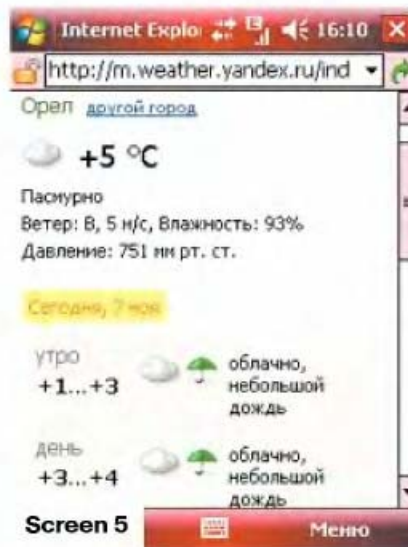 Internet Explo 16:10
http://m.weather.yandex.ru/ind
Орел другой город
+5 °C
Пасмурно
Ветер: В, 5 м/с, Влажность: 93%
Давление: 751 мм рт. ст.
Сегодня, 7 ноя
утро
+1...+3
облачно,
небольшой
дождь
день
+3...+4
облачно,
небольшой
дождь
Screen 5
Меню